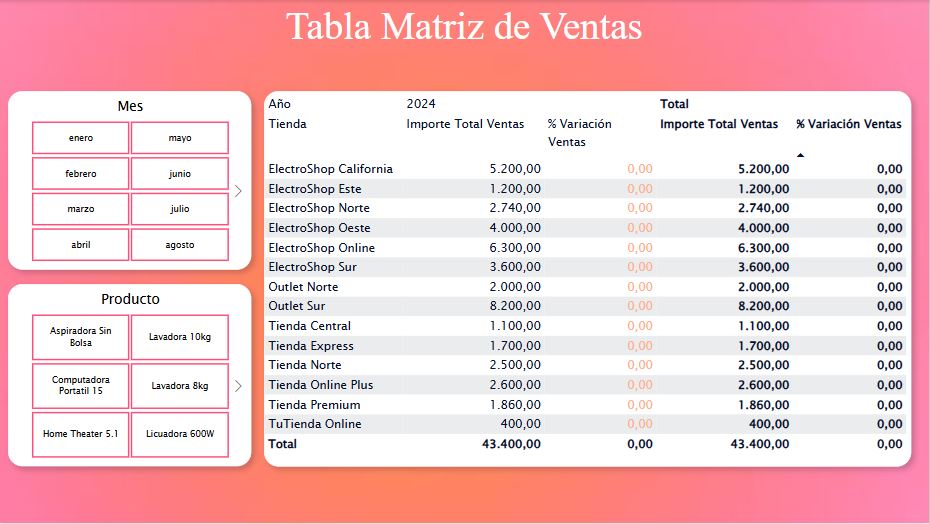 Tabla Matriz de Ventas
Mes
enero mayo
febrero junio
marzo julio
abril agosto
Producto
Aspiradora Sin
Bolsa
Lavadora 10kg
Computadora
Portatil 15
Lavadora 8kg
Home Theater 5.1 Licuadora 600W
Año 2024 Total
Tienda Importe Total Ventas % Variación
Ventas
Importe Total Ventas % Variación Ventas
ElectroShop California 5.200,00 0,00 5.200,00 0,00
ElectroShop Este 1.200,00 0,00 1.200,00 0,00
ElectroShop Norte 2.740,00 0,00 2.740,00 0,00
ElectroShop Oeste 4.000,00 0,00 4.000,00 0,00
ElectroShop Online 6.300,00 0,00 6.300,00 0,00
ElectroShop Sur 3.600,00 0,00 3.600,00 0,00
Outlet Norte 2.000,00 0,00 2.000,00 0,00
Outlet Sur 8.200,00 0,00 8.200,00 0,00
Tienda Central 1.100,00 0,00 1.100,00 0,00
Tienda Express 1.700,00 0,00 1.700,00 0,00
Tienda Norte 2.500,00 0,00 2.500,00 0,00
Tienda Online Plus 2.600,00 0,00 2.600,00 0,00
Tienda Premium 1.860,00 0,00 1.860,00 0,00
TuTienda Online 400,00 0,00 400,00 0,00
Total 43.400,00 0,00 43.400,00 0,00